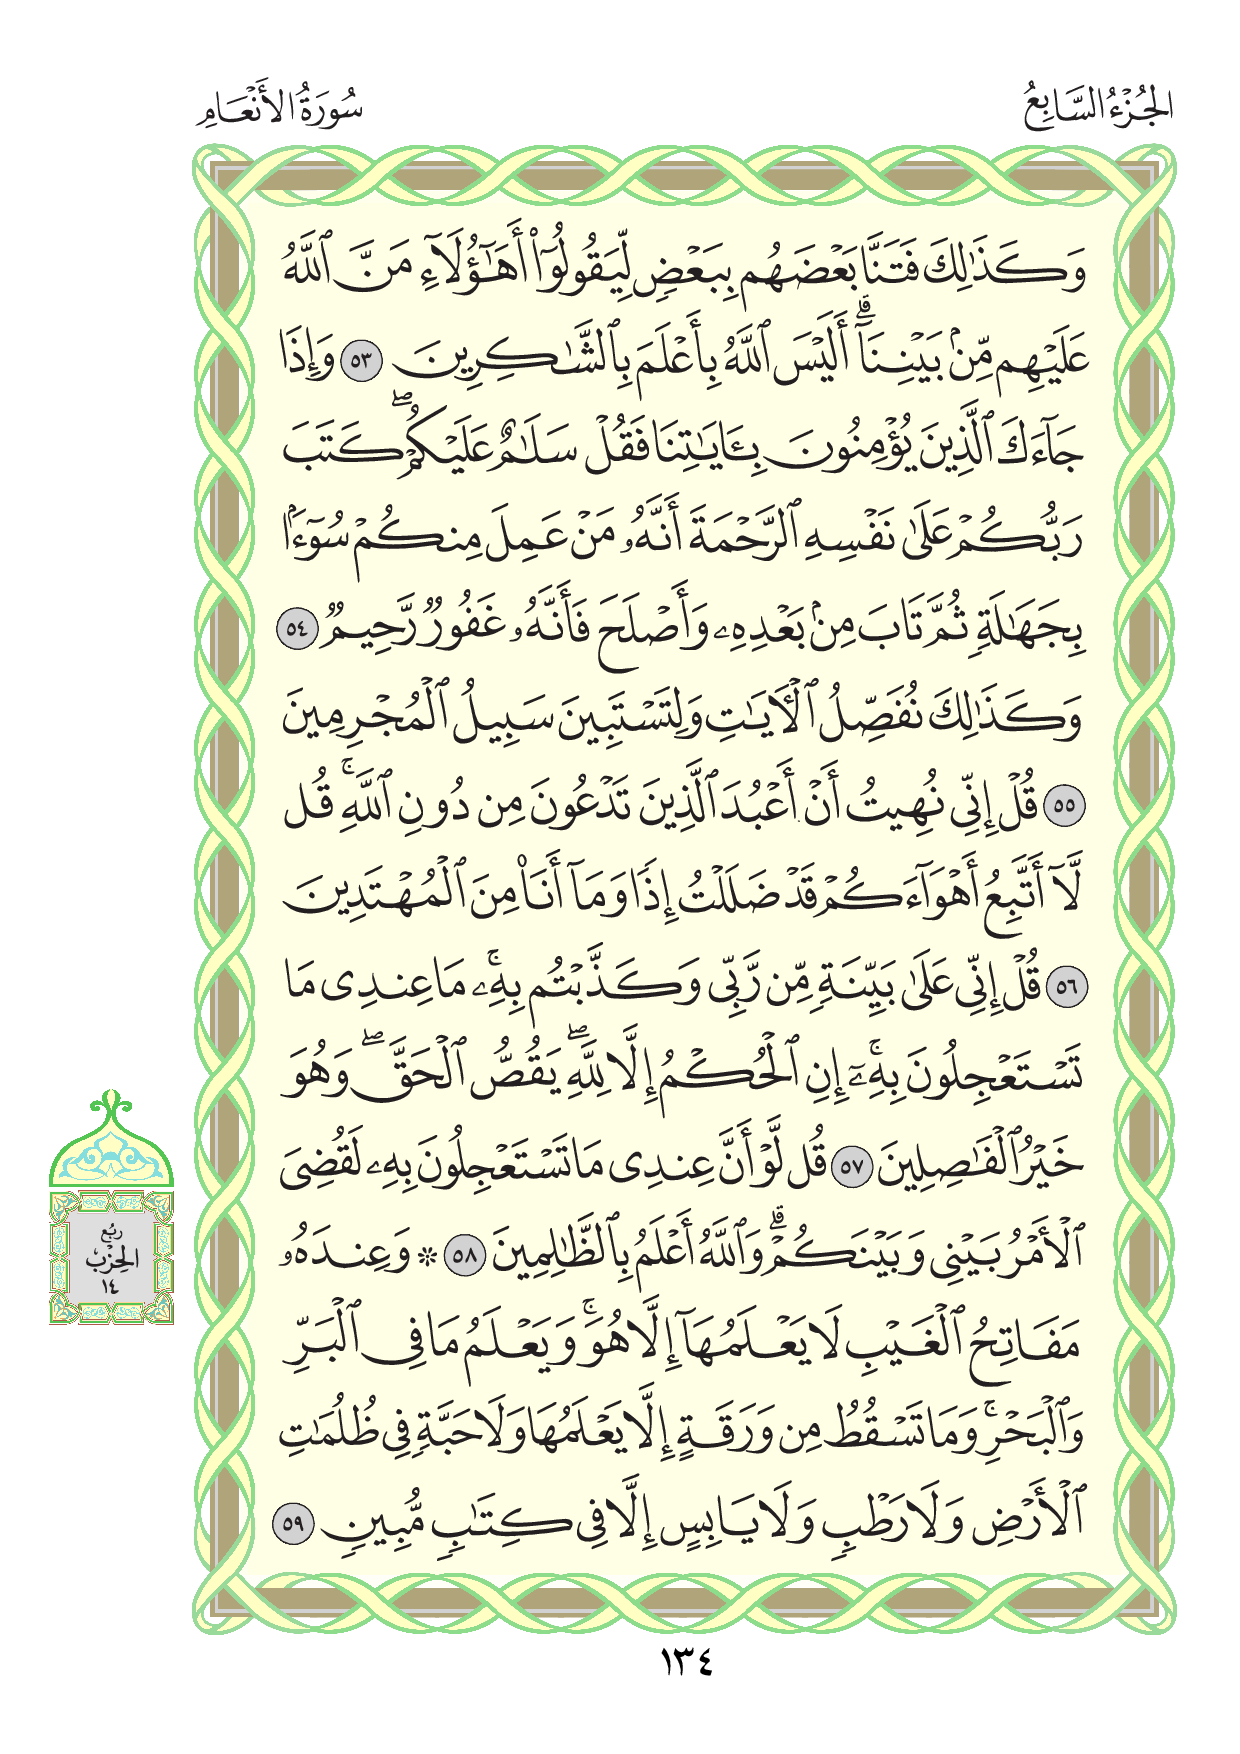 الجُزْءُ السَّابِعُ
سُورَةُ الأَنْعَامِ
وَكَذَٰلِكَ فَتَنَّا بَعْضَهُم بِبَعْضٍ لِّيَقُولُوٓا۟ أَهَـٰٓؤُلَآءِ مَنَّ ٱللَّهُ
عَلَيْهِم مِّنۢ بَيْنِنَآ ۗ أَلَيْسَ ٱللَّهُ بِأَعْلَمَ بِٱلشَّـٰكِرِينَ ٥٣ وَإِذَا
جَآءَكَ ٱلَّذِينَ يُؤْمِنُونَ بِـَٔايَـٰتِنَا فَقُلْ سَلَـٰمٌ عَلَيْكُمْ ۖ كَتَبَ
رَبُّكُمْ عَلَىٰ نَفْسِهِ ٱلرَّحْمَةَ أَنَّهُۥ مَنْ عَمِلَ مِنكُمْ سُوٓءًۢا
بِجَهَـٰلَةٍ ثُمَّ تَابَ مِنۢ بَعْدِهِۦ وَأَصْلَحَ فَأَنَّهُۥ غَفُورٌ رَّحِيمٌ ٥٤
وَكَذَٰلِكَ نُفَصِّلُ ٱلْـَٔايَـٰتِ وَلِتَسْتَبِينَ سَبِيلُ ٱلْمُجْرِمِينَ
٥٥ قُلْ إِنِّى نُهِيتُ أَنْ أَعْبُدَ ٱلَّذِينَ تَدْعُونَ مِن دُونِ ٱللَّهِ ۚ قُل
لَّآ أَتَّبِعُ أَهْوَآءَكُمْ قَدْ ضَلَلْتُ إِذًا وَمَآ أَنَا۠ مِنَ ٱلْمُهْتَدِينَ
٥٦ قُلْ إِنِّى عَلَىٰ بَيِّنَةٍ مِّن رَّبِّى وَكَذَّبْتُم بِهِۦ ۚ مَا عِندِى مَا
تَسْتَعْجِلُونَ بِهِۦٓ ۚ إِنِ ٱلْحُكْمُ إِلَّا لِلَّهِ ۖ يَقُصُّ ٱلْحَقَّ ۖ وَهُوَ
خَيْرُ ٱلْفَـٰصِلِينَ ٥٧ قُل لَّوْ أَنَّ عِندِى مَا تَسْتَعْجِلُونَ بِهِۦ لَقُضِىَ
ٱلْأَمْرُ بَيْنِى وَبَيْنَكُمْ ۗ وَٱللَّهُ أَعْلَمُ بِٱلظَّـٰلِمِينَ ٥٨ * وَعِندَهُۥ
مَفَاتِحُ ٱلْغَيْبِ لَا يَعْلَمُهَآ إِلَّا هُوَ ۚ وَيَعْلَمُ مَا فِى ٱلْبَرِّ
وَٱلْبَحْرِ ۚ وَمَا تَسْقُطُ مِن وَرَقَةٍ إِلَّا يَعْلَمُهَا وَلَا حَبَّةٍ فِى ظُلُمَـٰتِ
ٱلْأَرْضِ وَلَا رَطْبٍ وَلَا يَابِسٍ إِلَّا فِى كِتَـٰبٍ مُّبِينٍ ٥٩
رُبُع
الحِزْب
١٤
١٣٤